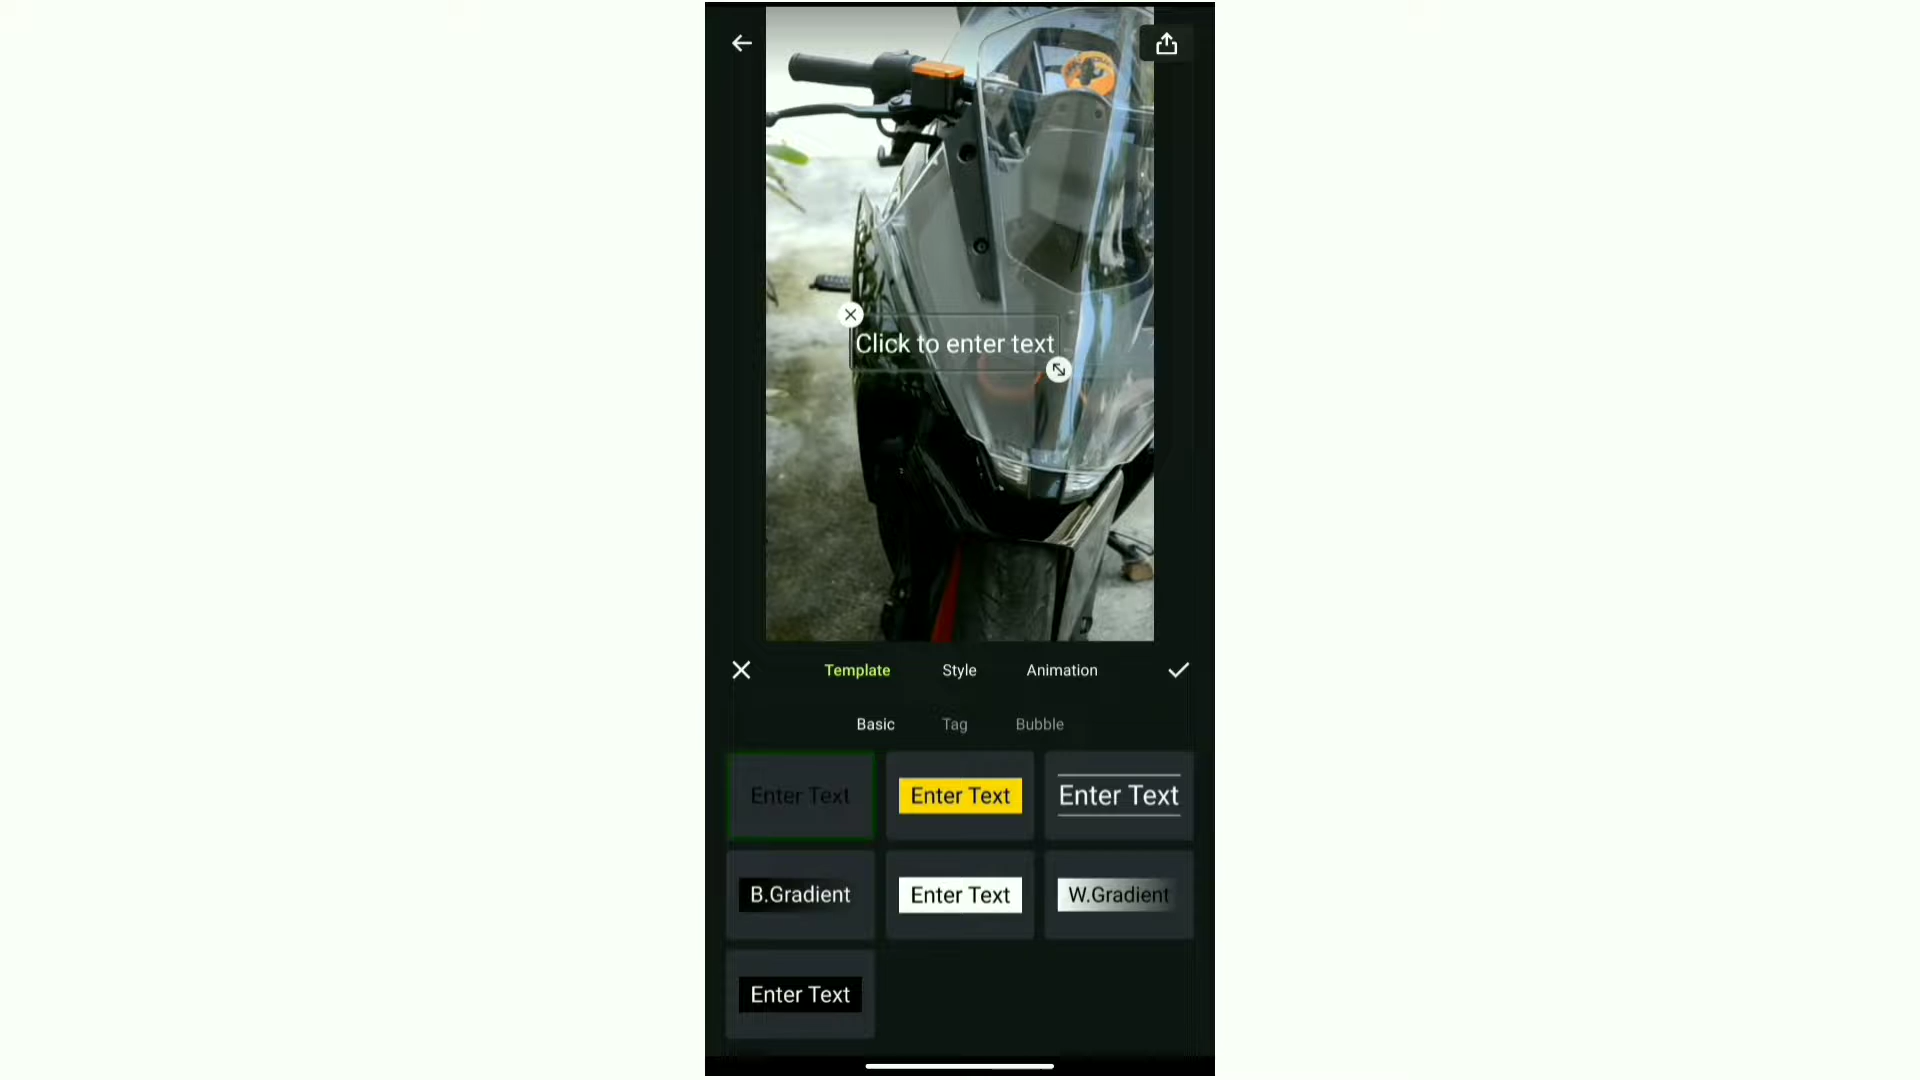 Click to enter text
Template Style Animation
Basic Tag Bubble
Enter Text Enter Text Enter Text
B.Gradient Enter Text W.Gradient
Enter Text